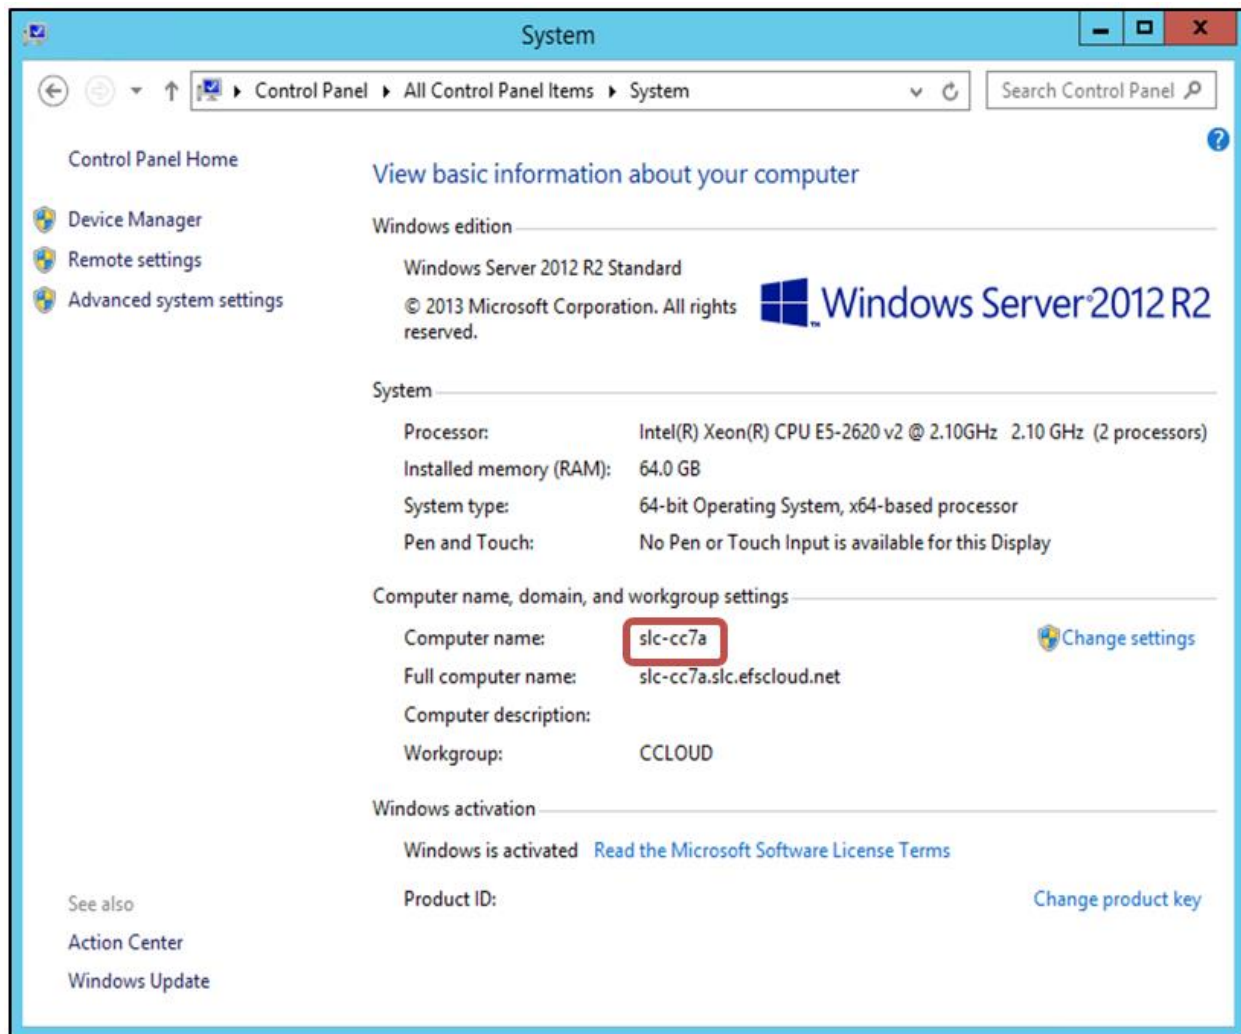 System
Control Panel All Control Panel Items System
Search Control Panel
Control Panel Home
Device Manager
Remote settings
Advanced system settings
See also
Action Center
Windows Update
View basic information about your computer
Windows edition
Windows Server 2012 R2 Standard
© 2013 Microsoft Corporation. All rights
reserved.
Windows Server 2012 R2
System
Processor: Intel(R) Xeon(R) CPU E5-2620 v2 @ 2.10GHz 2.10 GHz (2 processors)
Installed memory (RAM): 64.0 GB
System type: 64-bit Operating System, x64-based processor
Pen and Touch: No Pen or Touch Input is available for this Display
Computer name, domain, and workgroup settings
Computer name: slc-cc7a Change settings
Full computer name: slc-cc7a.slc.efscloud.net
Computer description:
Workgroup: CCLOUD
Windows activation
Windows is activated Read the Microsoft Software License Terms
Product ID: Change product key